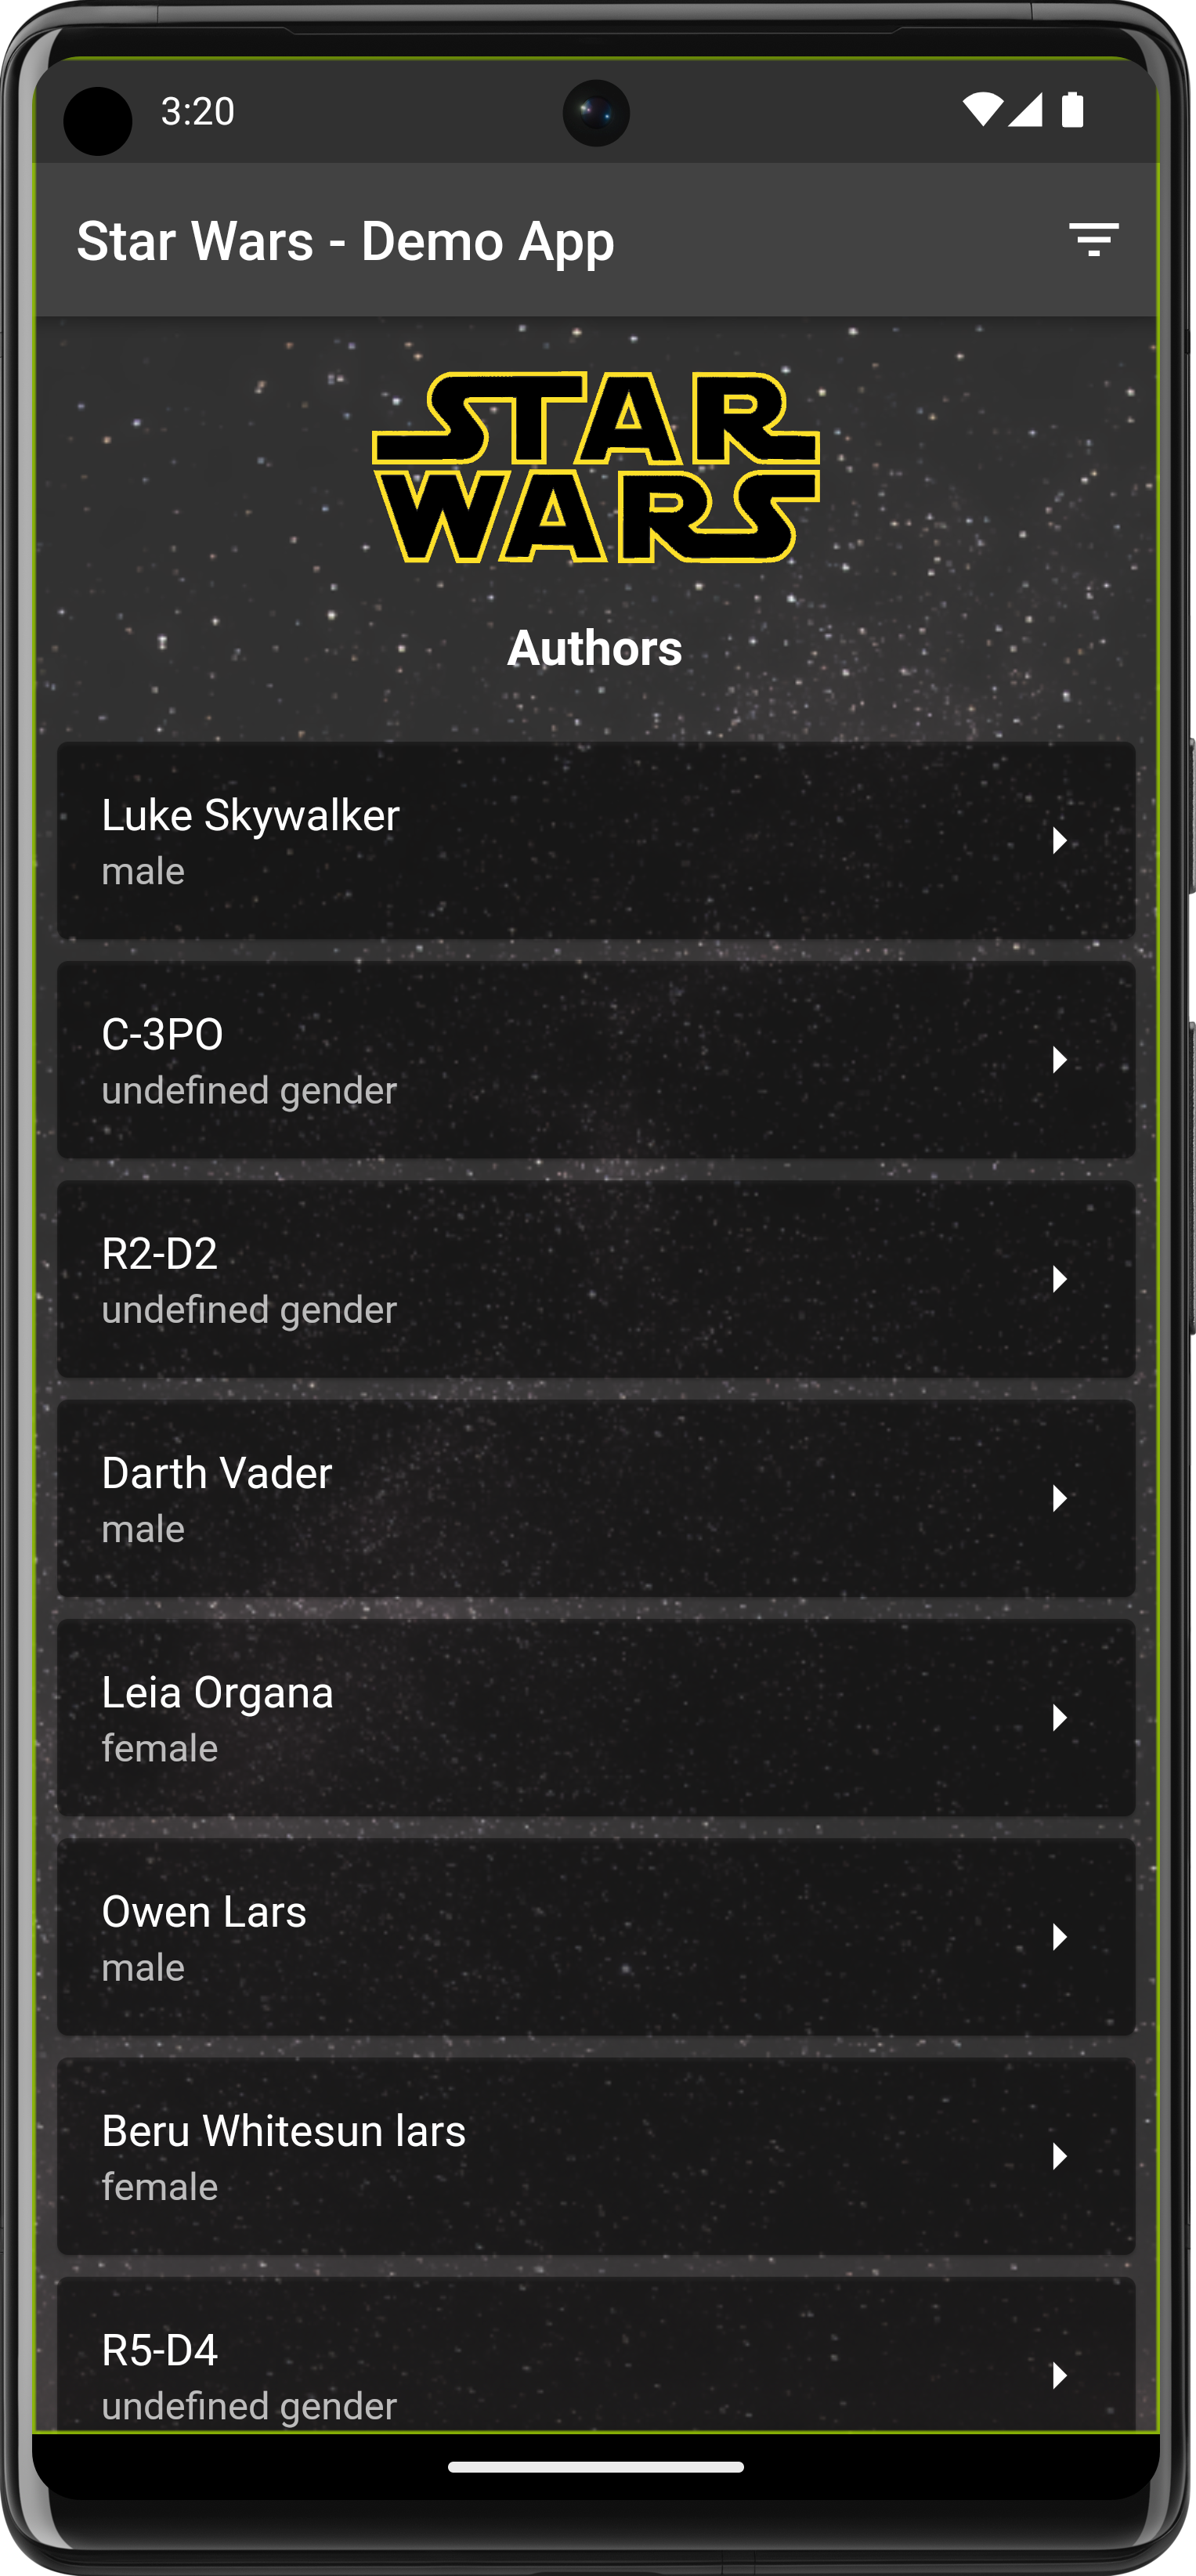 3:20
Star Wars - Demo App
STAR
WARS
Authors
Luke Skywalker
male
C-3PO
undefined gender
R2-D2
undefined gender
Darth Vader
male
Leia Organa
female
Owen Lars
male
Beru Whitesun lars
female
R5-D4
undefined gender